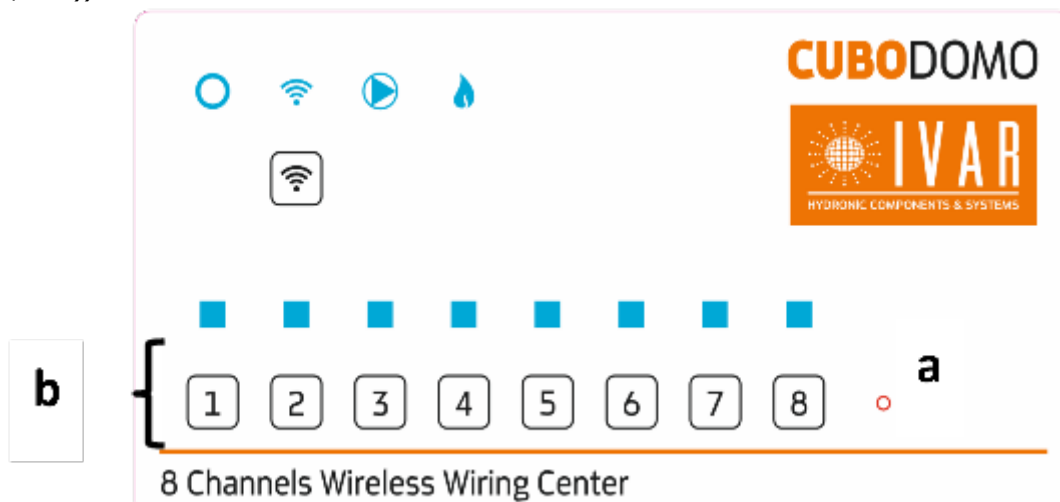 CUBODOMO
IVAR
HYDRONIC COMPONENTS & SYSTEMS
a
b
1 2 3 4 5 6 7 8
8 Channels Wireless Wiring Center